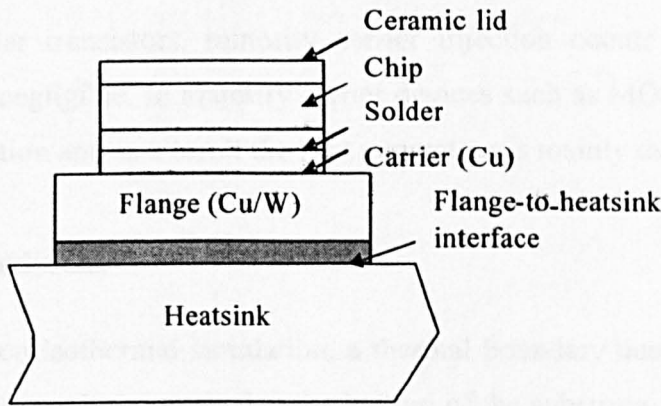 Ceramic lid
Chip
Solder
Carrier (Cu)
Flange (Cu/W)
Flange-to-heatsink
interface
Heatsink